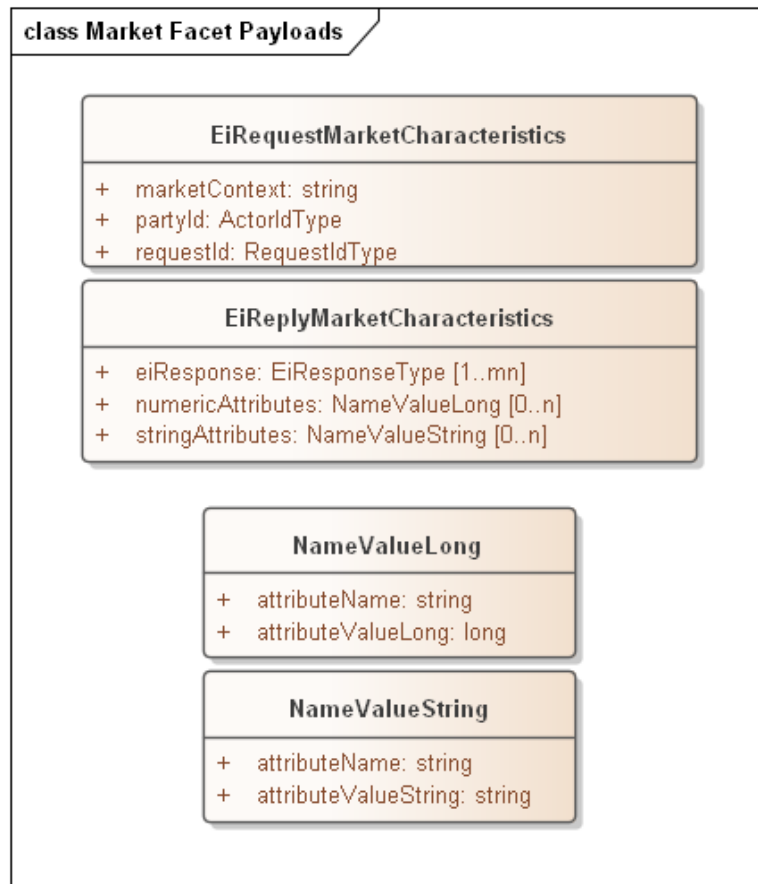 class Market Facet Payloads
EiRequestMarketCharacteristics
+ marketContext: string
+ partyId: ActorIdType
+ requestId: RequestIdType
EiReplyMarketCharacteristics
+ eiResponse: EiResponseType [1..mn]
+ numericAttributes: NameValueLong [0..n]
+ stringAttributes: NameValueString [0..n]
NameValueLong
+ attributeName: string
+ attributeValueLong: long
NameValueString
+ attributeName: string
+ attributeValueString: string